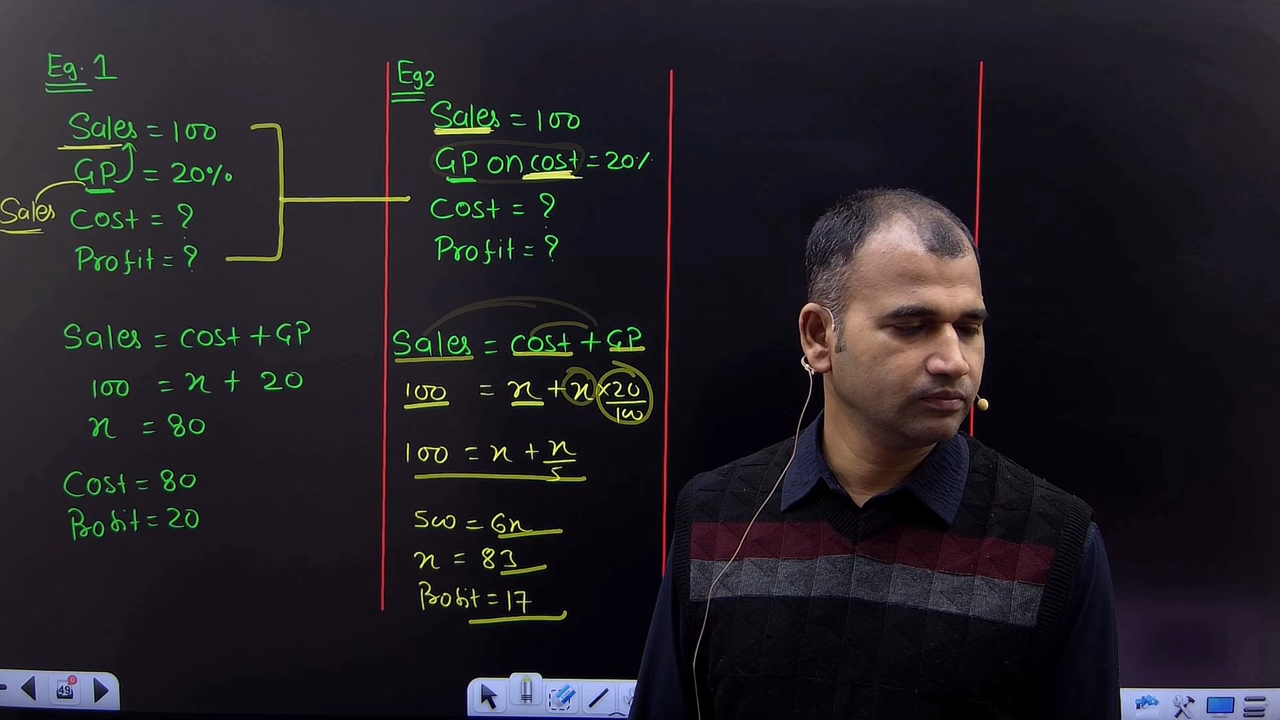 Eg. 1
Sales = 100
GP = 20%
Sales
Cost = ?
Profit = ?
Sales = cost + GP
100 = x + 20
x = 80
Cost = 80
Profit = 20
Eg2
Sales = 100
GP on cost = 20%
Cost = ?
Profit = ?
Sales = cost + GP
100 = x + x × 20/100
100 = x + x/5
500 = 6x
x = 83
Profit = 17
49